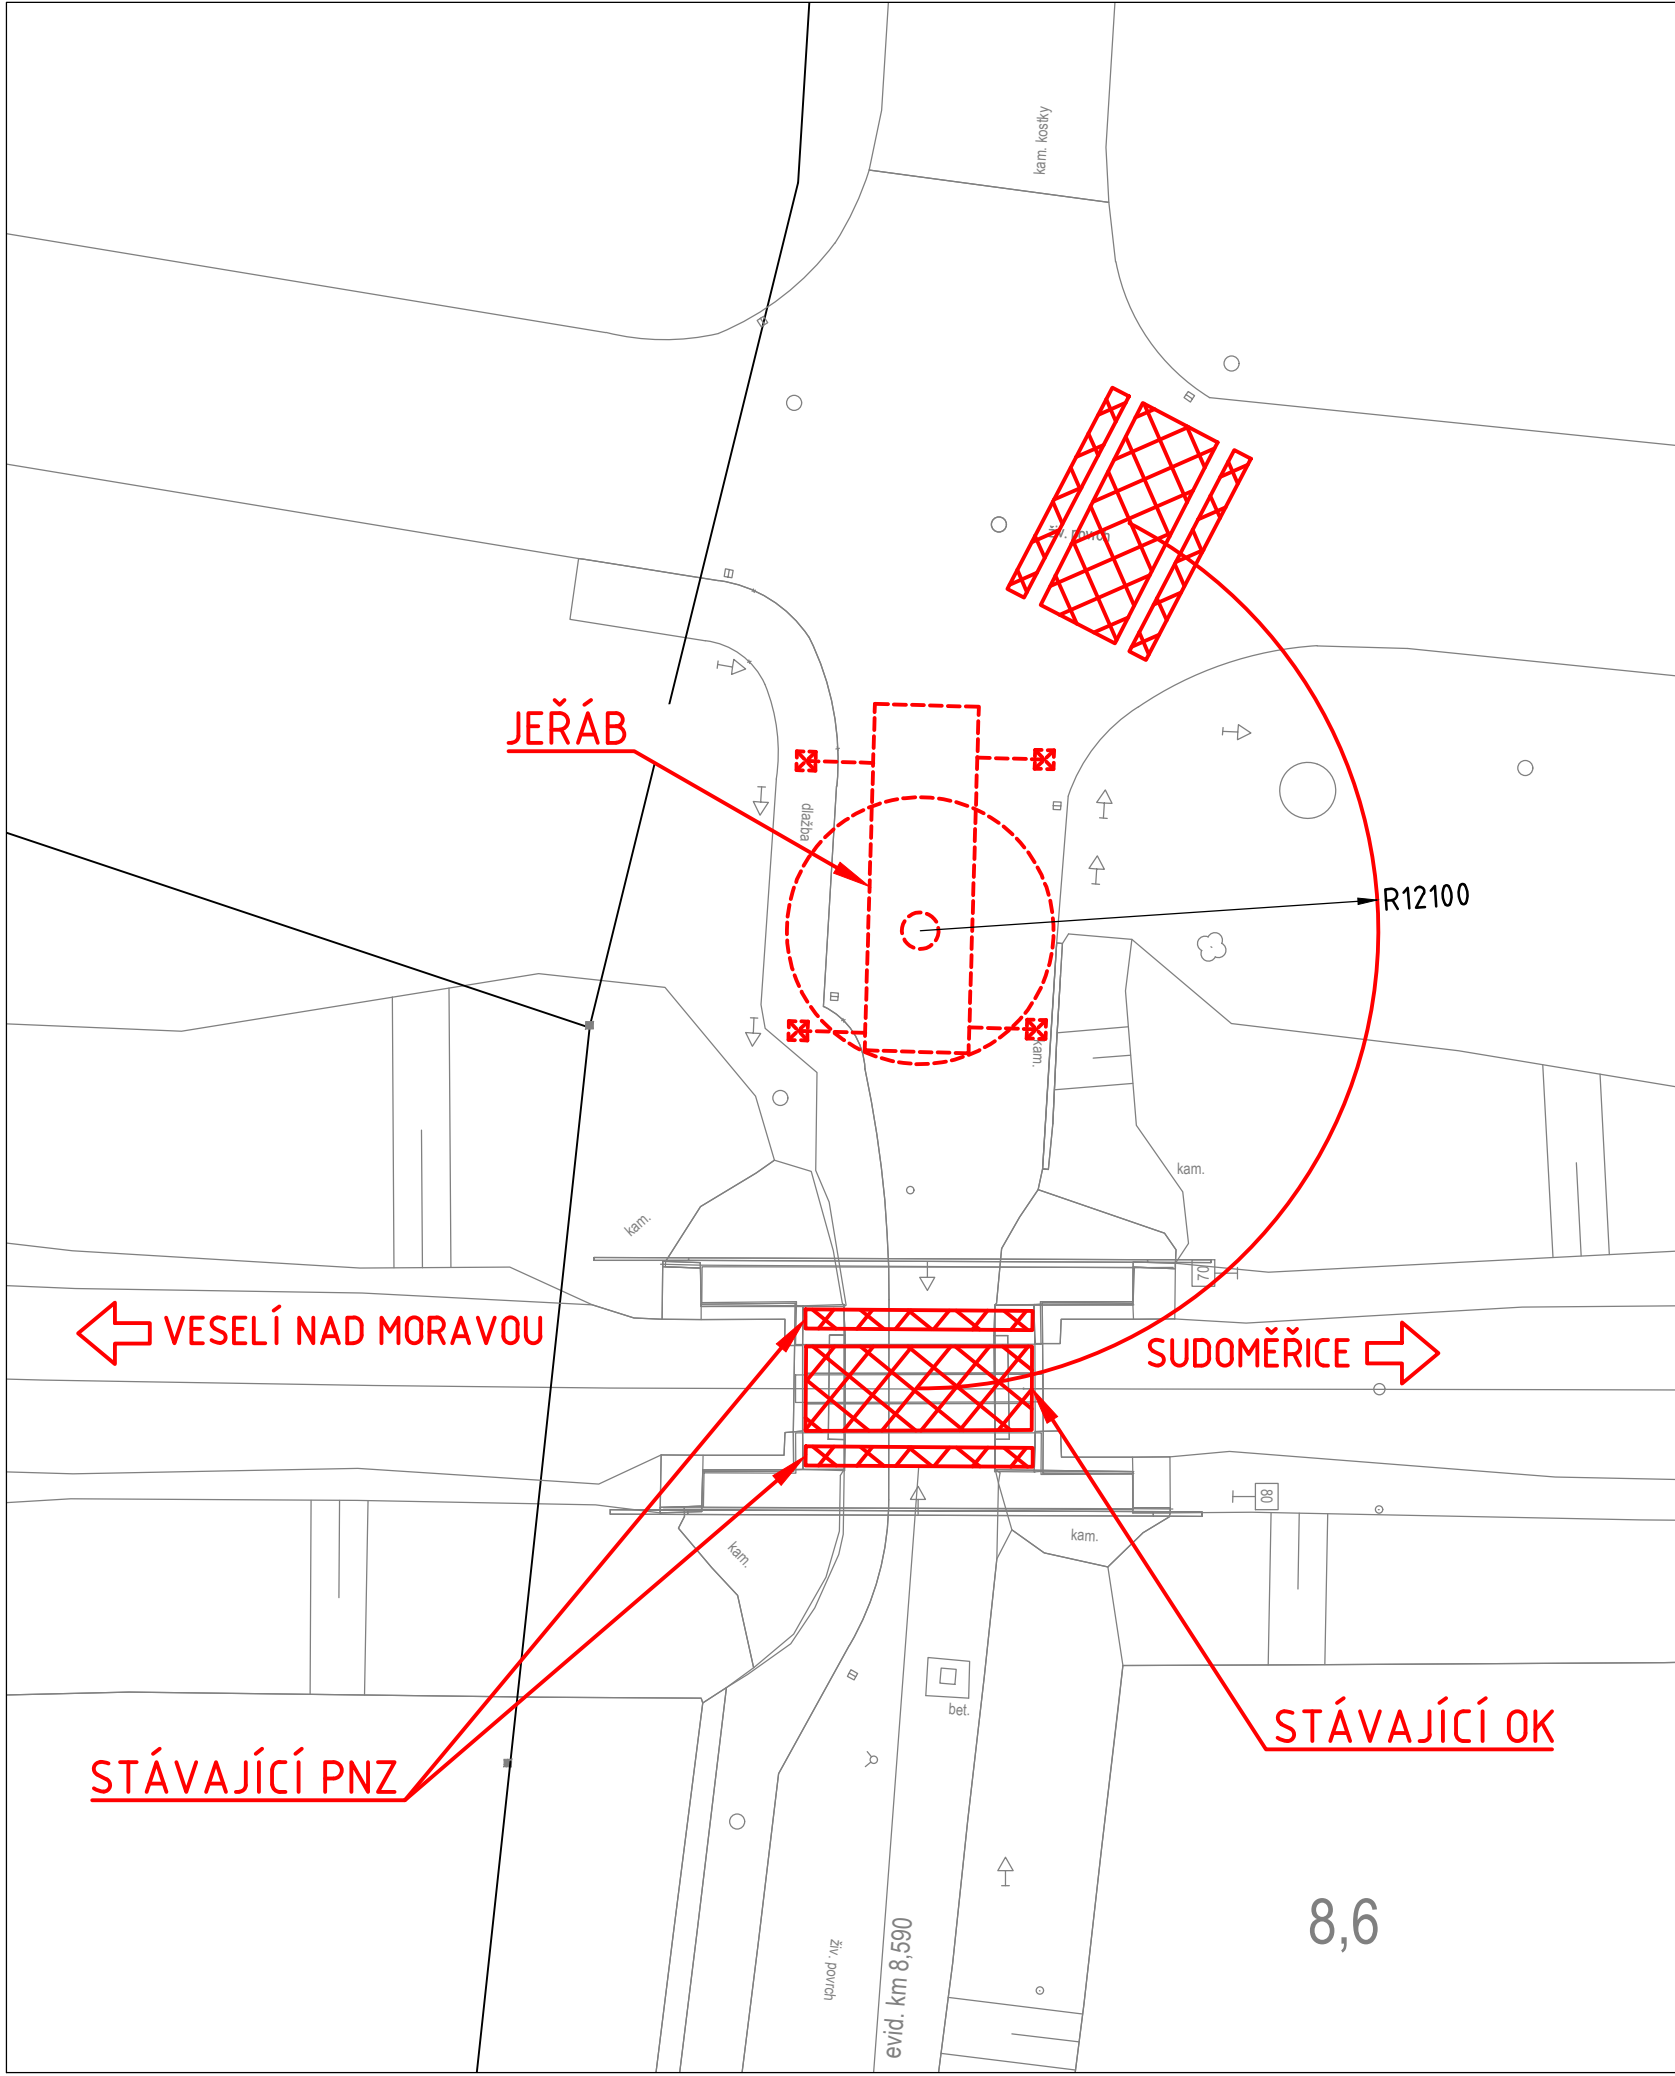 kam. kostky
živ. povrch
JEŘÁB
dlažba
R12100
kam.
kam.
kam.
70
VESELÍ NAD MORAVOU
SUDOMĚŘICE
80
kam.
kam.
bet.
STÁVAJÍCÍ OK
STÁVAJÍCÍ PNZ
8,6
evid. km 8,590
živ. povrch